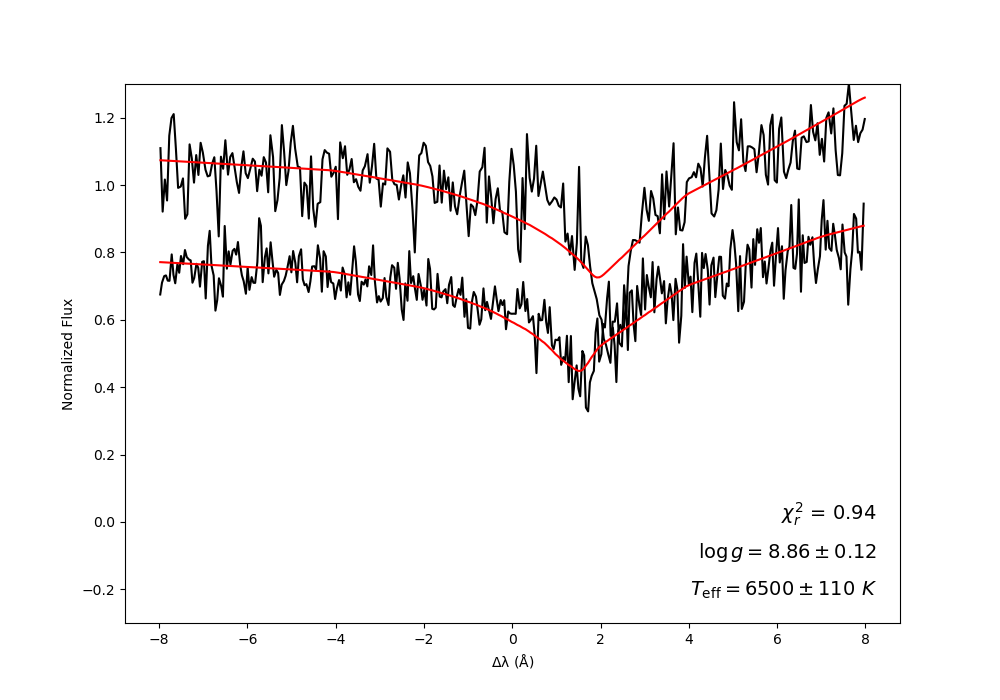 1.2
1.0
0.8
0.6
0.4
0.2
0.0
−0.2
Normalized Flux
χ²ᵣ = 0.94
log g = 8.86 ± 0.12
T_eff = 6500 ± 110 K
−8 −6 −4 −2 0 2 4 6 8
Δλ (Å)